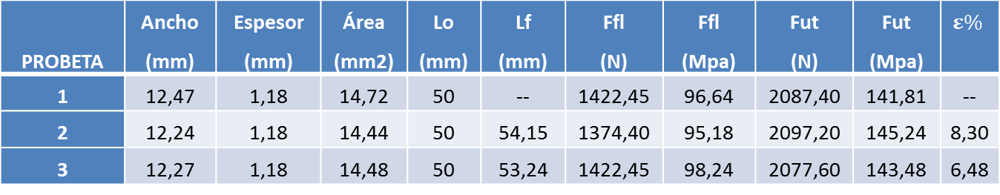 PROBETA Ancho (mm) Espesor (mm) Área (mm2) Lo (mm) Lf (mm) Ffl (N) Ffl (Mpa) Fut (N) Fut (Mpa) ε%
1 12,47 1,18 14,72 50 -- 1422,45 96,64 2087,40 141,81 --
2 12,24 1,18 14,44 50 54,15 1374,40 95,18 2097,20 145,24 8,30
3 12,27 1,18 14,48 50 53,24 1422,45 98,24 2077,60 143,48 6,48